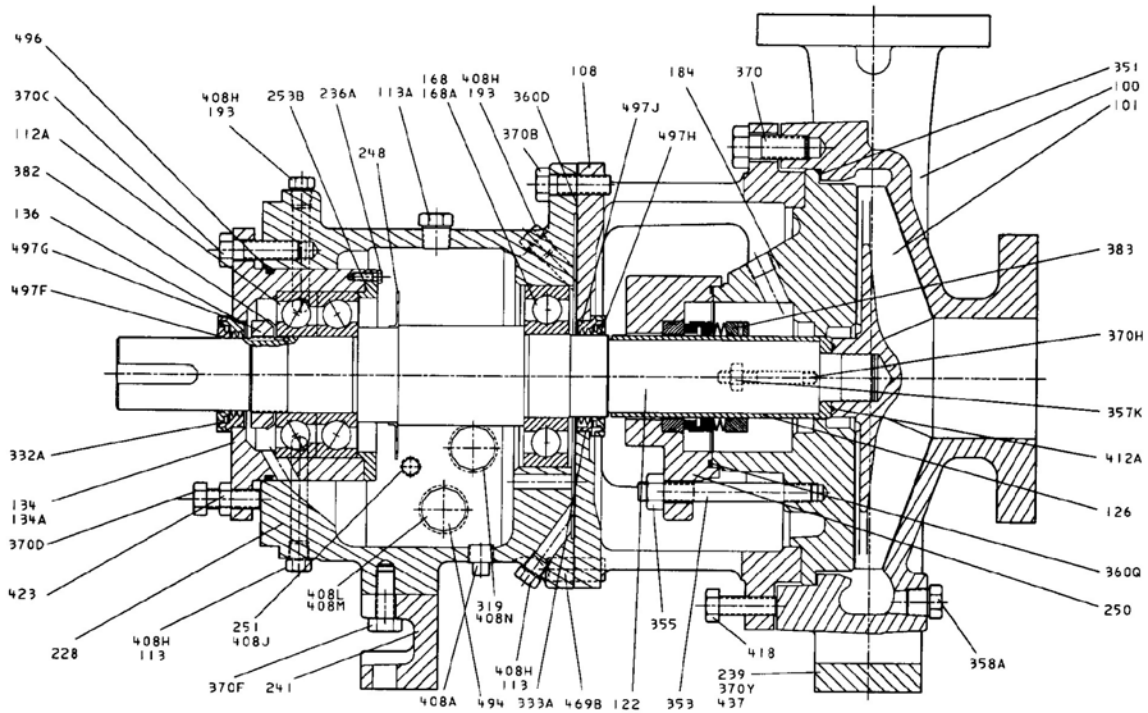 496
370C
112A
382
136
497G
497F
408H
193
253B
236A
248
113A
168
168A
408H
193
360D
370B
108
497J
497H
184
370
351
100
101
383
370H
357K
412A
126
360Q
250
358A
332A
134
134A
370D
423
228
408H
113
251
408J
408L
408M
370F
241
319
408N
408A
494
408H
113
333A
469B
122
355
353
418
239
370Y
437